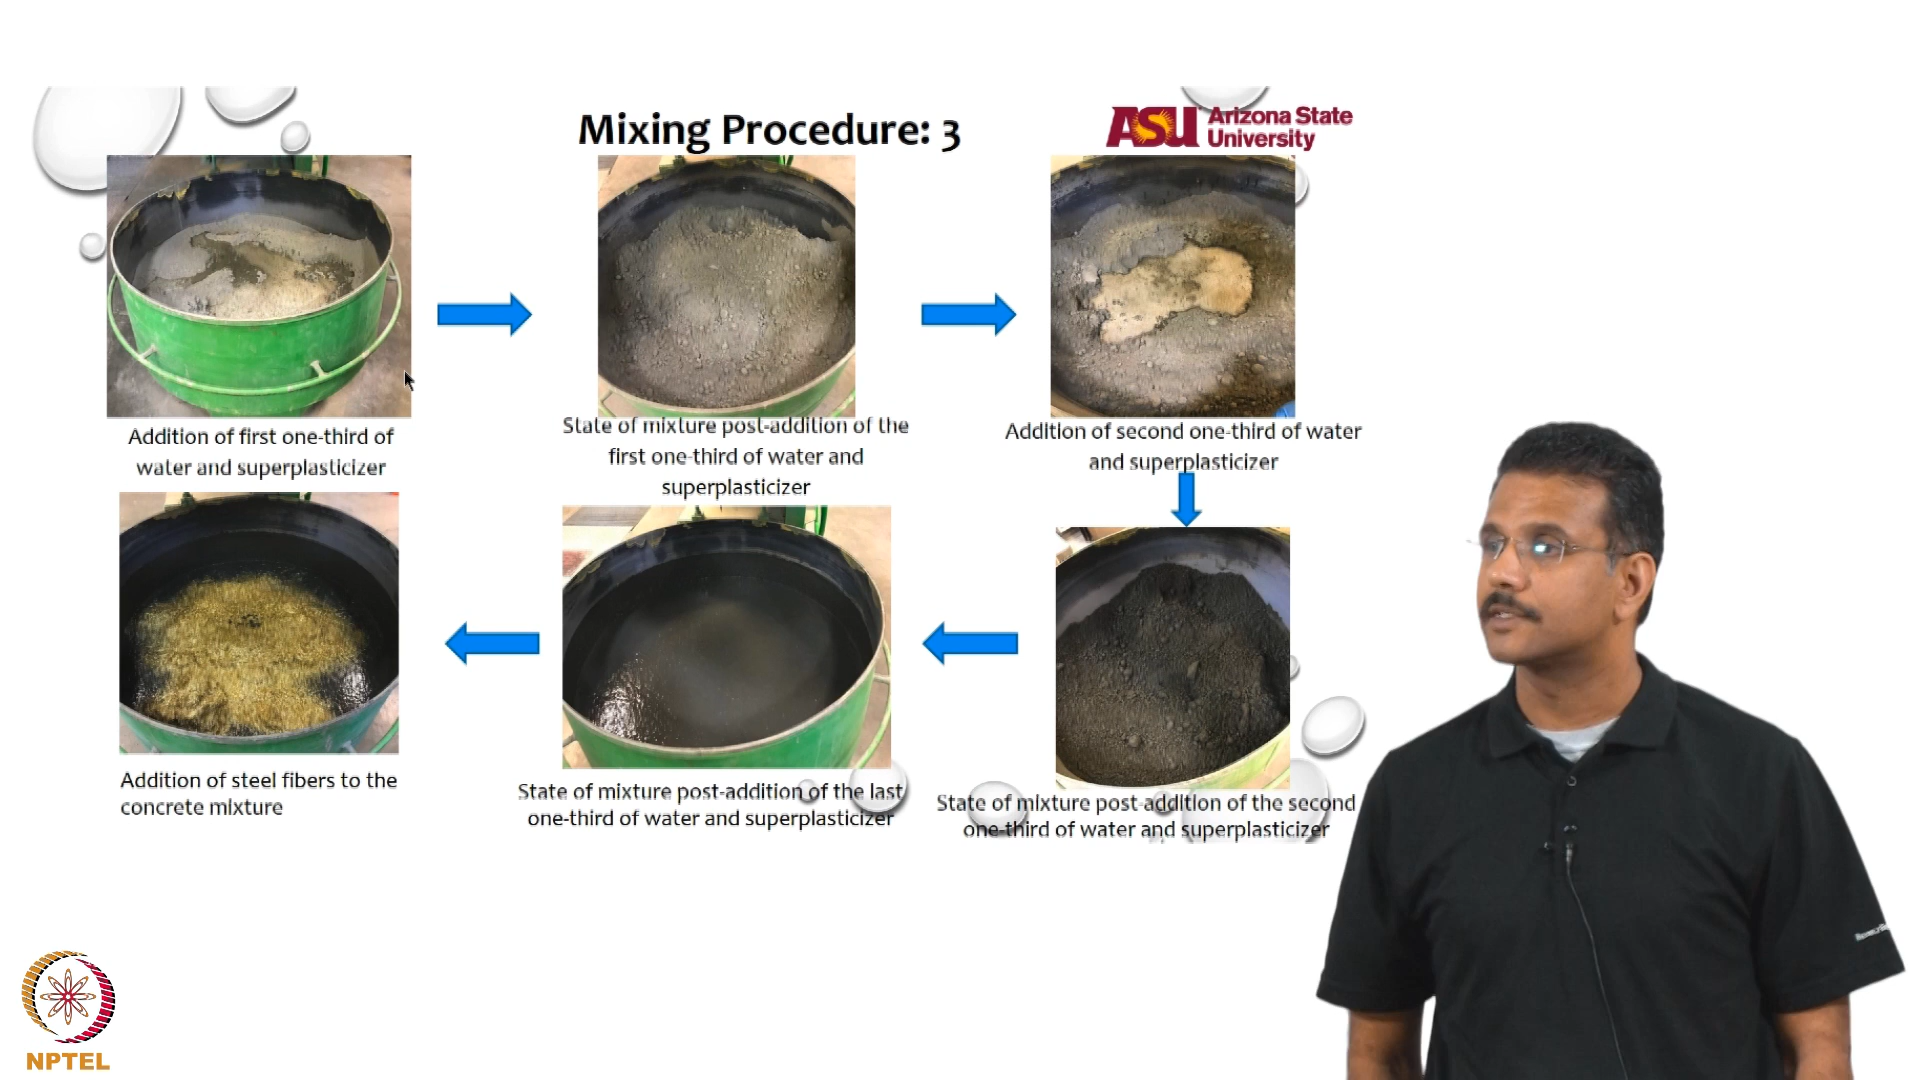 Mixing Procedure: 3
ASU Arizona State
University
Addition of first one-third of
water and superplasticizer
State of mixture post-addition of the
first one-third of water and
superplasticizer
Addition of second one-third of water
and superplasticizer
State of mixture post-addition of the second
one-third of water and superplasticizer
State of mixture post-addition of the last
one-third of water and superplasticizer
Addition of steel fibers to the
concrete mixture
NPTEL